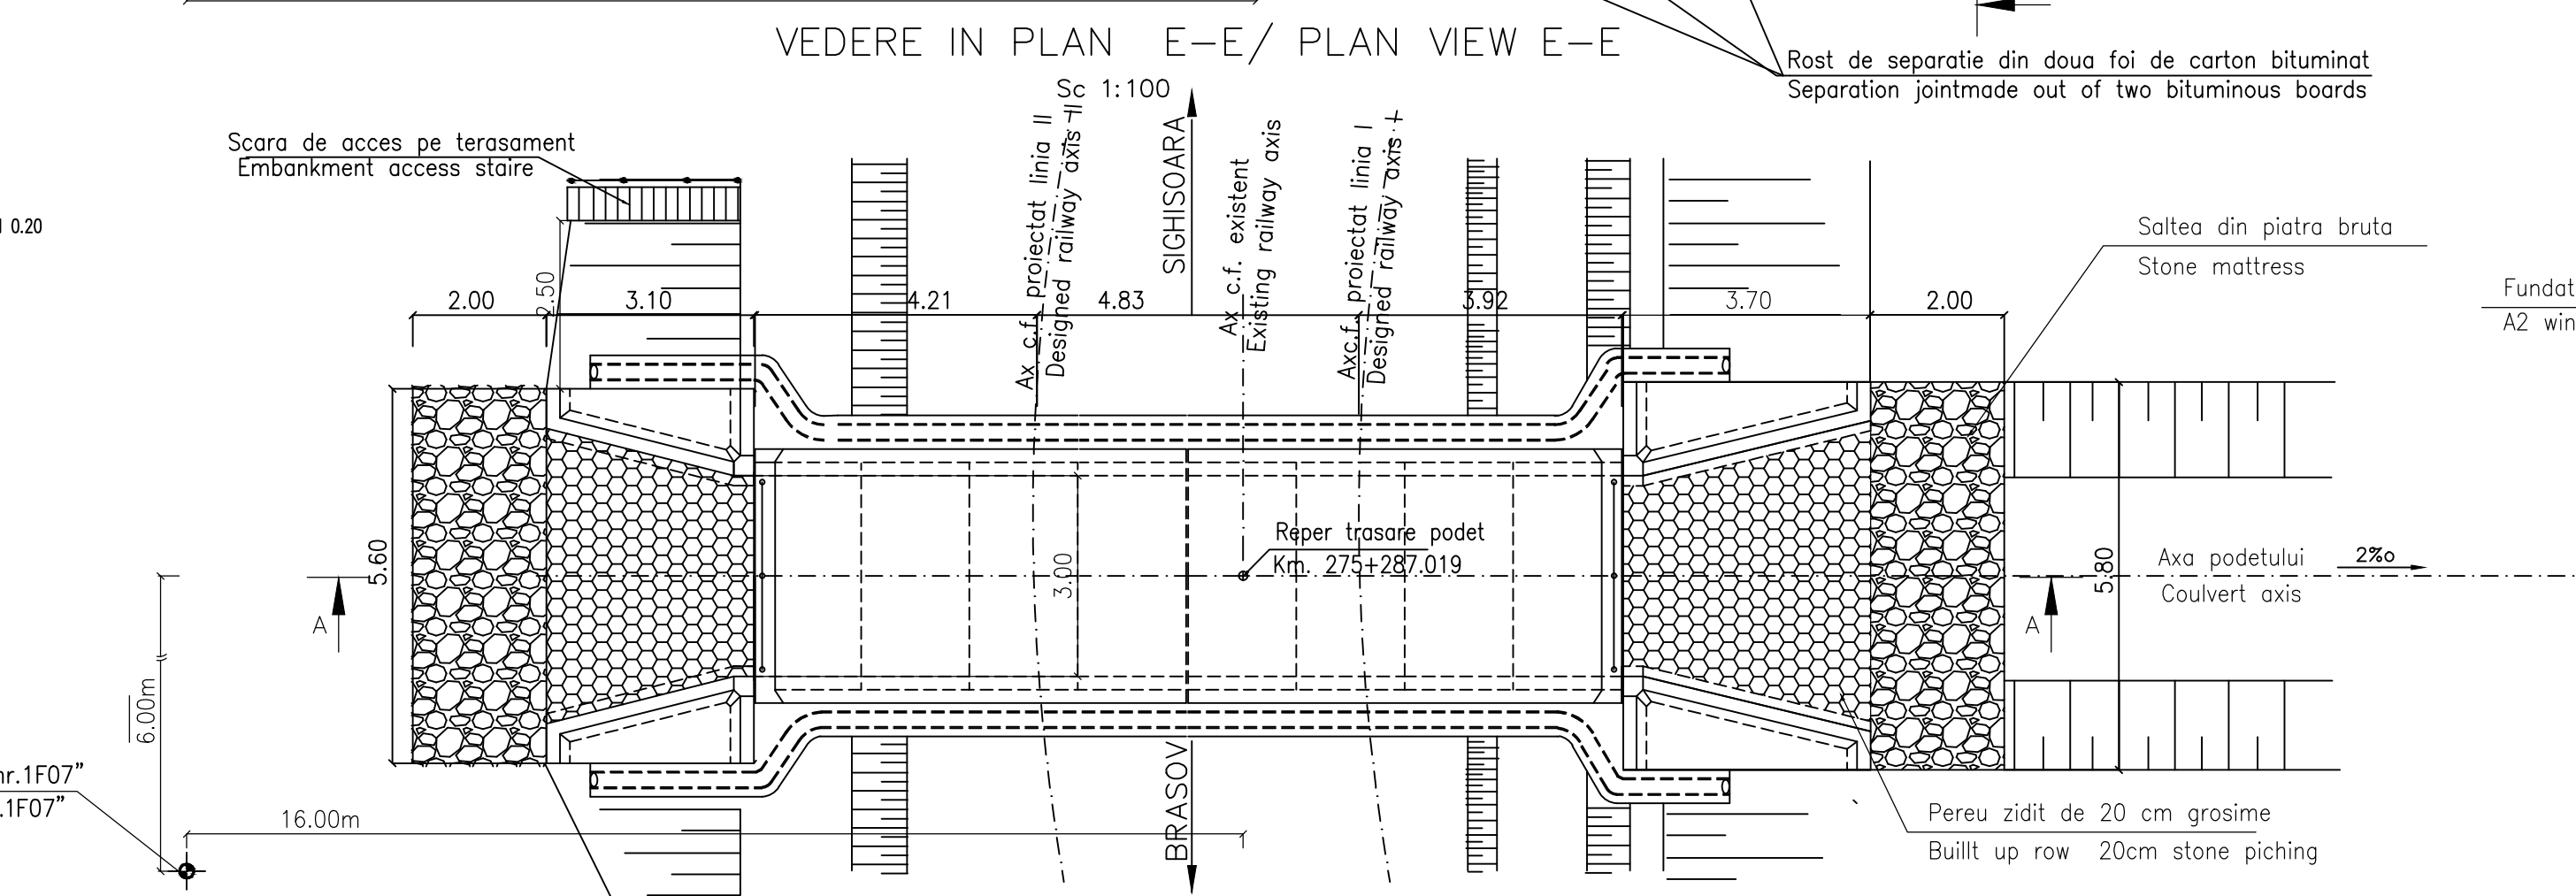 VEDERE IN PLAN E-E/ PLAN VIEW E-E
Sc 1:100
Rost de separatie din doua foi de carton bituminat
Separation jointmade out of two bituminous boards
Scara de acces pe terasament
Embankment access staire
0.20
SIGHISOARA
Ax c.f. proiectat linia II
Designed railway axis II
Ax c.f. existent
Existing railway axis
Axc.f. proiectat linia I
Designed railway axis I
Saltea din piatra bruta
Stone mattress
Fundat
A2 win
2.00
2.50
3.10
4.21
4.83
3.92
3.70
2.00
5.60
3.00
Reper trasare podet
Km. 275+287.019
5.80
Axa podetului
Coulvert axis
2%o
A
A
6.00m
nr.1F07"
.1F07"
16.00m
BRASOV
Pereu zidit de 20 cm grosime
Buillt up row 20cm stone piching